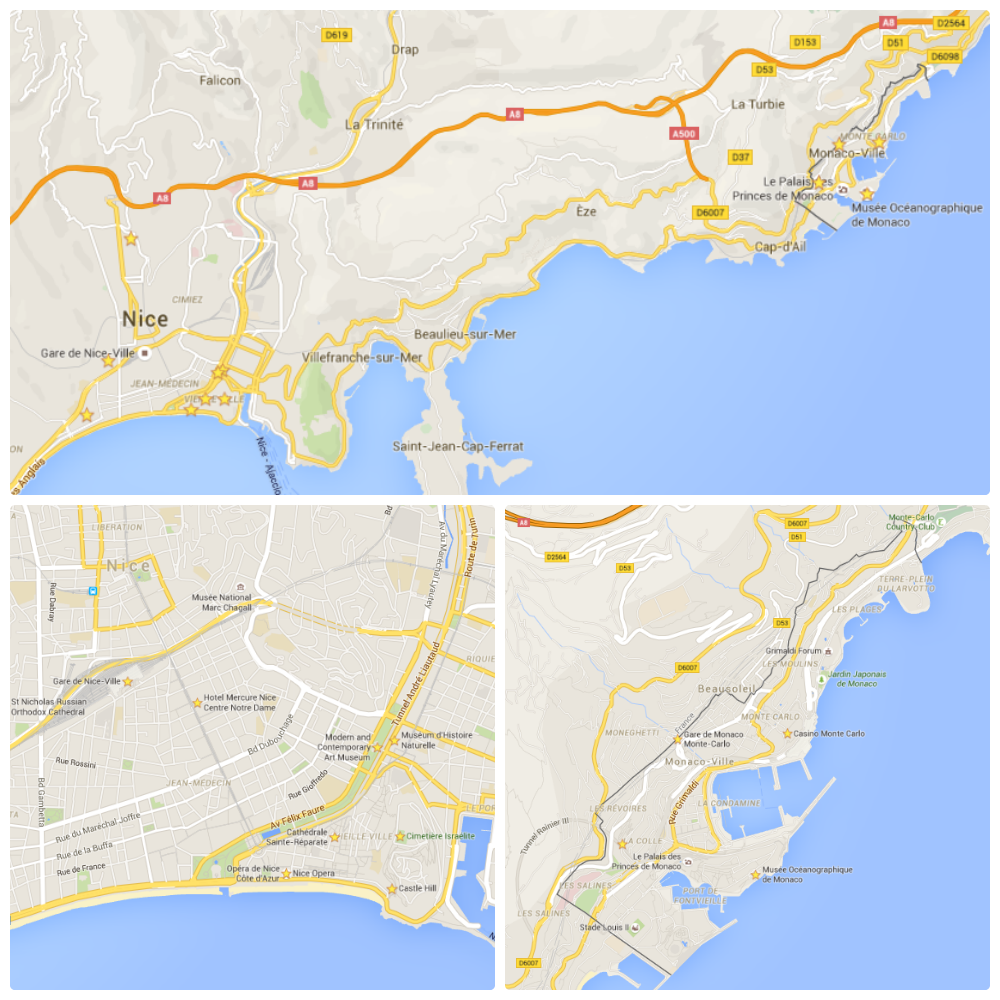 D619
Drap
A8
D2564
D153
D51
D6098
D53
Falicon
La Turbie
A8
La Trinité
A500
MONTE CARLO
D37
Monaco-Ville
A8
A8
Le Palais des
Princes de Monaco
Èze
D6007
Musée Océanographique
de Monaco
Cap-d'Ail
CIMIEZ
Nice
Beaulieu-sur-Mer
Gare de Nice-Ville
Villefranche-sur-Mer
JEAN-MÉDECIN
Saint-Jean-Cap-Ferrat
Nice - Ajaccio
s Anglais
LIBERATION
Nice
Bd
Av du Maréchal Lyautey
Route de Turin
Rue Dabray
Musée National
Marc Chagall
RIQUIE
Gare de Nice-Ville
Tunnel André Liautaud
St Nicholas Russian
Orthodox Cathedral
Hotel Mercure Nice
Centre Notre Dame
Bd Dubouchage
Modern and
Contemporary
Art Museum
Museum d'Histoire
Naturelle
Rue Rossini
JEAN-MÉDECIN
Rue Gioffredo
Bd Gambetta
Av Félix Faure
LE POR
Rue du Maréchal Joffre
Cathédrale
Sainte-Réparate
VIEILLE VILLE
Cimetière Israelite
Rue de la Buffa
Rue de France
Opéra de Nice
Côte d'Azur
Nice Opera
Castle Hill
A8
D6007
D51
Monte-Carlo
Country Club
D2564
D53
TERRE-PLEIN
DU LARVOTTO
LES PLAGES
D53
Grimaldi Forum
LES MOULINS
D6007
Jardin Japonais
de Monaco
Beausoleil
MONTE CARLO
France
MONEGHETTI
Gare de Monaco
Monte-Carlo
Casino Monte Carlo
Monaco-Ville
Rue Grimaldi
LA CONDAMINE
LES RÉVOIRES
Tunnel Rainier III
LA COLLE
Le Palais des
Princes de Monaco
Musée Océanographique
de Monaco
LES SALINES
PORT DE
FONTVIEILLE
LES SALINES
Stade Louis II
D6007